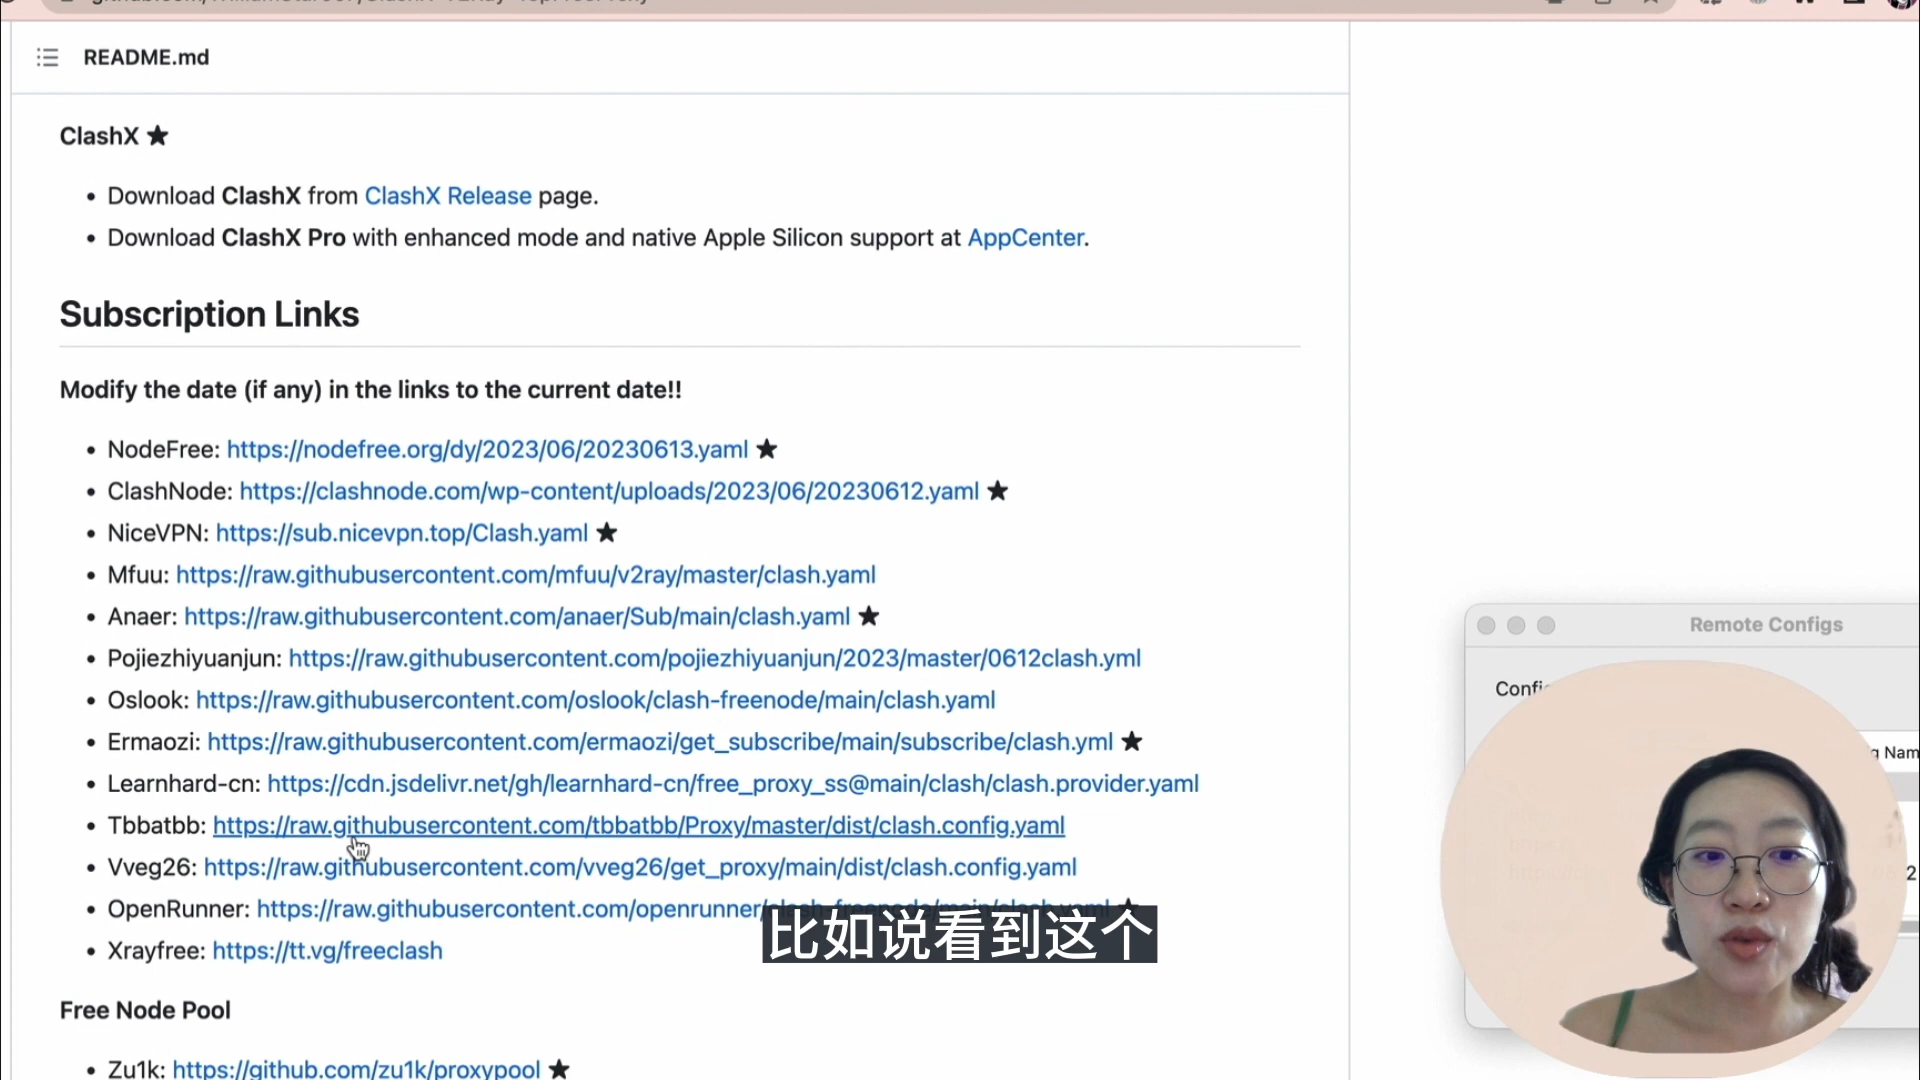 README.md
ClashX ★
• Download ClashX from ClashX Release page.
• Download ClashX Pro with enhanced mode and native Apple Silicon support at AppCenter.
Subscription Links
Modify the date (if any) in the links to the current date!!
• NodeFree: https://nodefree.org/dy/2023/06/20230613.yaml ★
• ClashNode: https://clashnode.com/wp-content/uploads/2023/06/20230612.yaml ★
• NiceVPN: https://sub.nicevpn.top/Clash.yaml ★
• Mfuu: https://raw.githubusercontent.com/mfuu/v2ray/master/clash.yaml
• Anaer: https://raw.githubusercontent.com/anaer/Sub/main/clash.yaml ★
• Pojiezhiyuanjun: https://raw.githubusercontent.com/pojiezhiyuanjun/2023/master/0612clash.yml
• Oslook: https://raw.githubusercontent.com/oslook/clash-freenode/main/clash.yaml
• Ermaozi: https://raw.githubusercontent.com/ermaozi/get_subscribe/main/subscribe/clash.yml ★
• Learnhard-cn: https://cdn.jsdelivr.net/gh/learnhard-cn/free_proxy_ss@main/clash/clash.provider.yaml
• Tbbatbb: https://raw.githubusercontent.com/tbbatbb/Proxy/master/dist/clash.config.yaml
• Vveg26: https://raw.githubusercontent.com/vveg26/get_proxy/main/dist/clash.config.yaml
• OpenRunner: https://raw.githubusercontent.com/openrunner/
• Xrayfree: https://tt.vg/freeclash
比如说看到这个
Free Node Pool
• Zu1k: https://github.com/zu1k/proxypool ★
Remote Configs